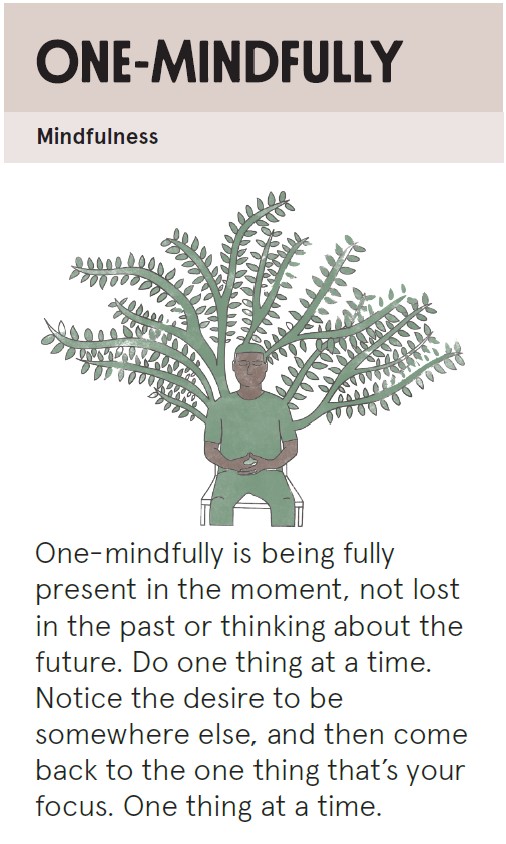 ONE-MINDFULLY
Mindfulness
One-mindfully is being fully
present in the moment, not lost
in the past or thinking about the
future. Do one thing at a time.
Notice the desire to be
somewhere else, and then come
back to the one thing that's your
focus. One thing at a time.